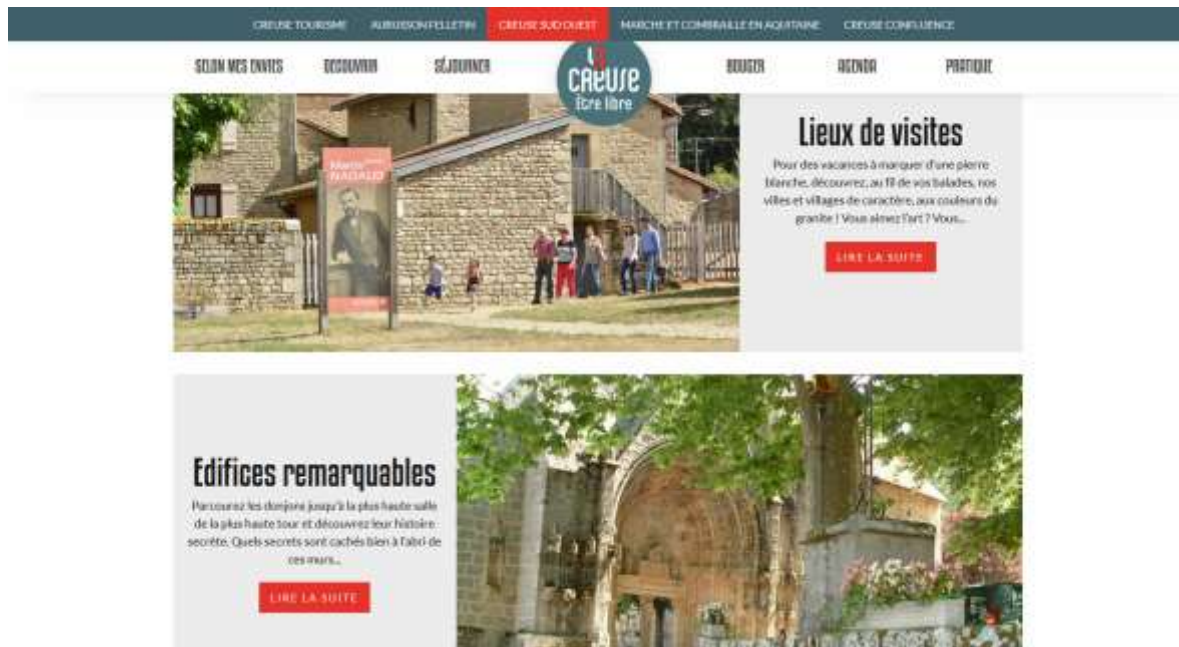 CREUSE TOURISME AUBUSSON FELLETIN CREUSE SUD OUEST MARCHE ET COMBRAILLE EN AQUITAINE CREUSE CONFLUENCE
SELON MES ENVIES DECOUVRIR SÉJOURNER LA CREUSE BOUGER AGENDA PRATIQUE
Être libre
Lieux de visites
Pour des vacances à marquer d'une pierre
blanche, découvrez, au fil de vos balades, nos
villes et villages de caractère, aux couleurs du
granite ! Vous aimez l'art ? Vous...
LIRE LA SUITE
Martin
NADAUD
Edifices remarquables
Parcourez les donjons jusqu'à la plus haute salle
de la plus haute tour et découvrez leur histoire
secrète. Quels secrets sont cachés bien à l'abri de
ces murs...
LIRE LA SUITE